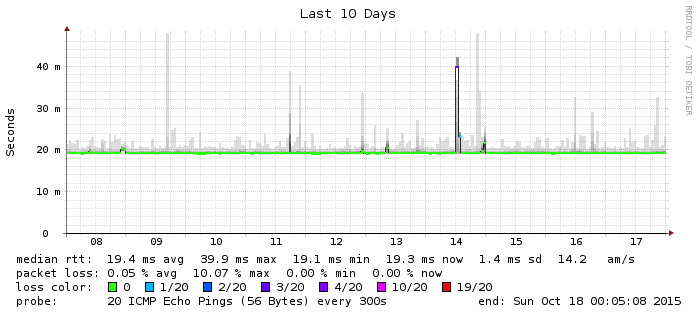 Last 10 Days
RRDTOOL / TOBI OETIKER
Seconds
40 m
30 m
20 m
10 m
0
08 09 10 11 12 13 14 15 16 17
median rtt: 19.4 ms avg 39.9 ms max 19.1 ms min 19.3 ms now 1.4 ms sd 14.2 am/s
packet loss: 0.05 % avg 10.07 % max 0.00 % min 0.00 % now
loss color: 0 1/20 2/20 3/20 4/20 10/20 19/20
probe: 20 ICMP Echo Pings (56 Bytes) every 300s end: Sun Oct 18 00:05:08 2015